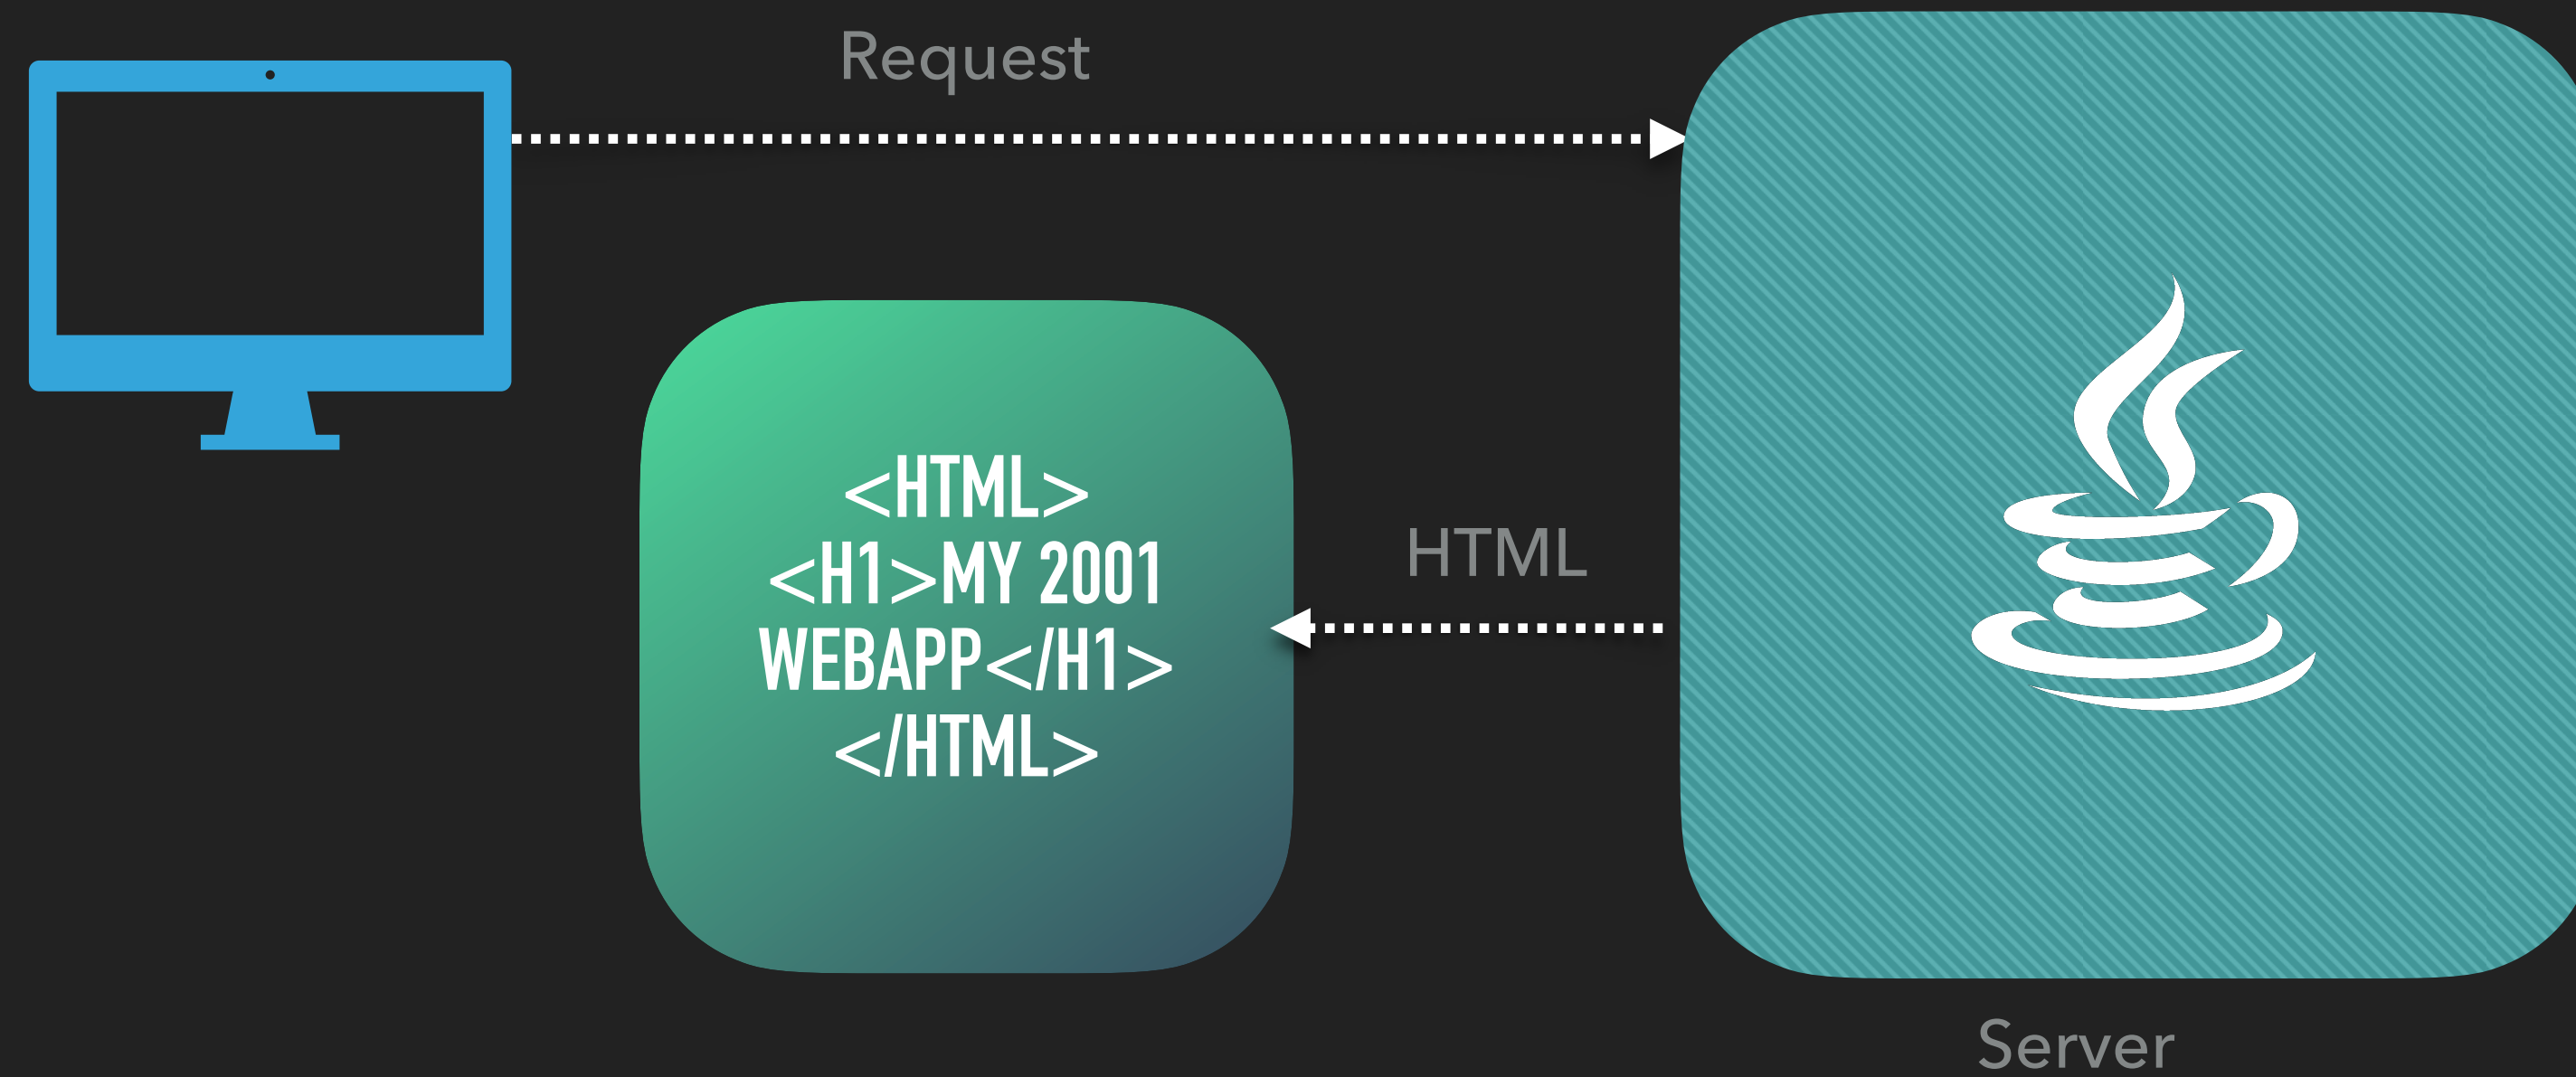 Request
<HTML>
<H1>MY 2001
WEBAPP</H1>
</HTML>
HTML
Server